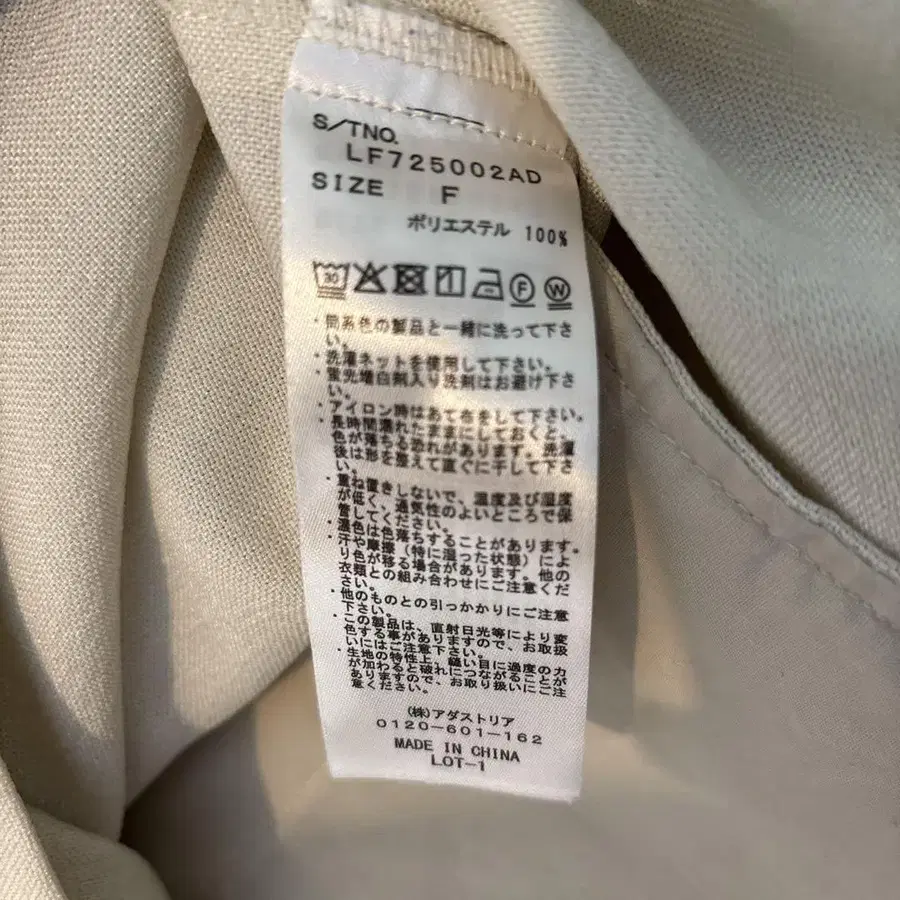 S/TNO.
LF725002AD
SIZE F
ポリエステル 100%
30
F
W
・同系色の製品と一緒に洗って下さ
い。
・洗濯ネットを使用して下さい。
・蛍光増白剤入り洗剤はお避け下さ
い。
・アイロン時はあて布をして下さい。
・長時間濡れたままにしておくと、
色が落ちる恐れがあります。洗濯
後は形を整えて直ぐに干して下さ
い。
・重ね置きしないで、温度及び湿度
が低く、通気性のよいところで保
管してください。
・濃色は色落ちすることがあります。
・汗や摩擦（特に湿った状態）によ
り色が移る場合があります。他の
衣類との組み合わせにご注意くだ
さい。
・他のものとの引っかかりにご注意
下さい。
・この製品は、直射日光等により変
色する事がありますので、お取扱
いにはご注意下さい。
・生地の特性上、縫い目に過度の力
が加わると破れにつながることが
ありますので、お取り扱いにご注
意ください。
(株)アダストリア
0120-601-162
MADE IN CHINA
LOT-1